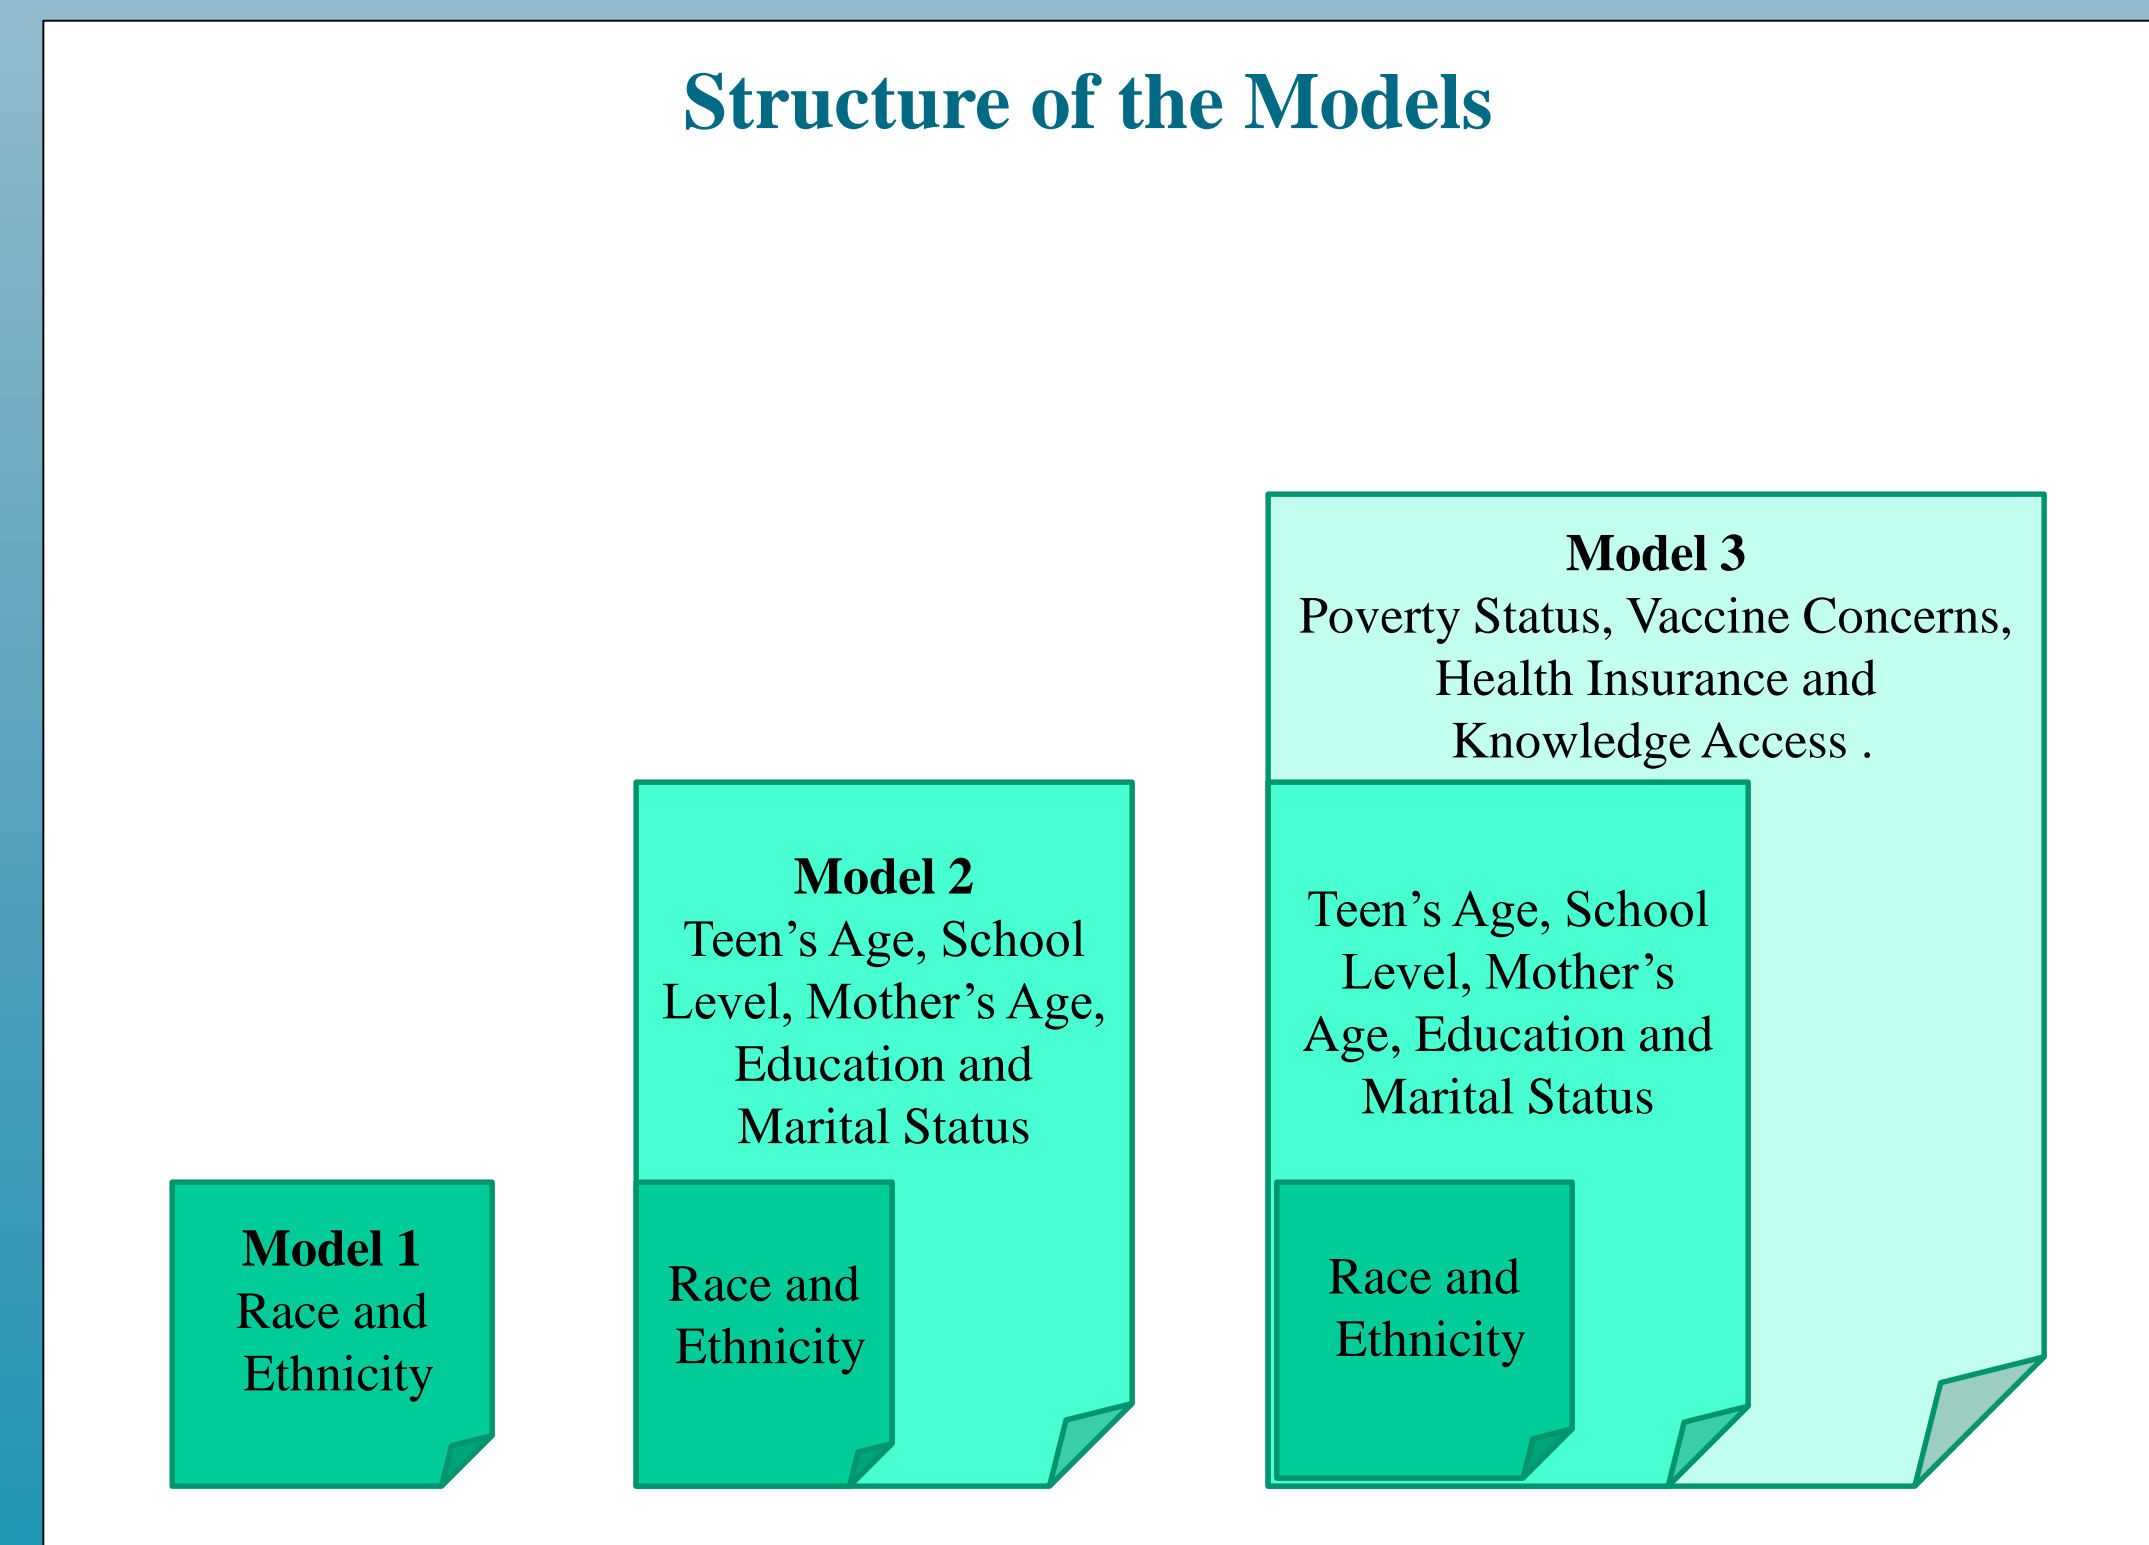 Structure of the Models
Model 1
Race and
Ethnicity
Model 2
Teen’s Age, School
Level, Mother’s Age,
Education and
Marital Status
Race and
Ethnicity
Model 3
Poverty Status, Vaccine Concerns,
Health Insurance and
Knowledge Access .
Teen’s Age, School
Level, Mother’s
Age, Education and
Marital Status
Race and
Ethnicity